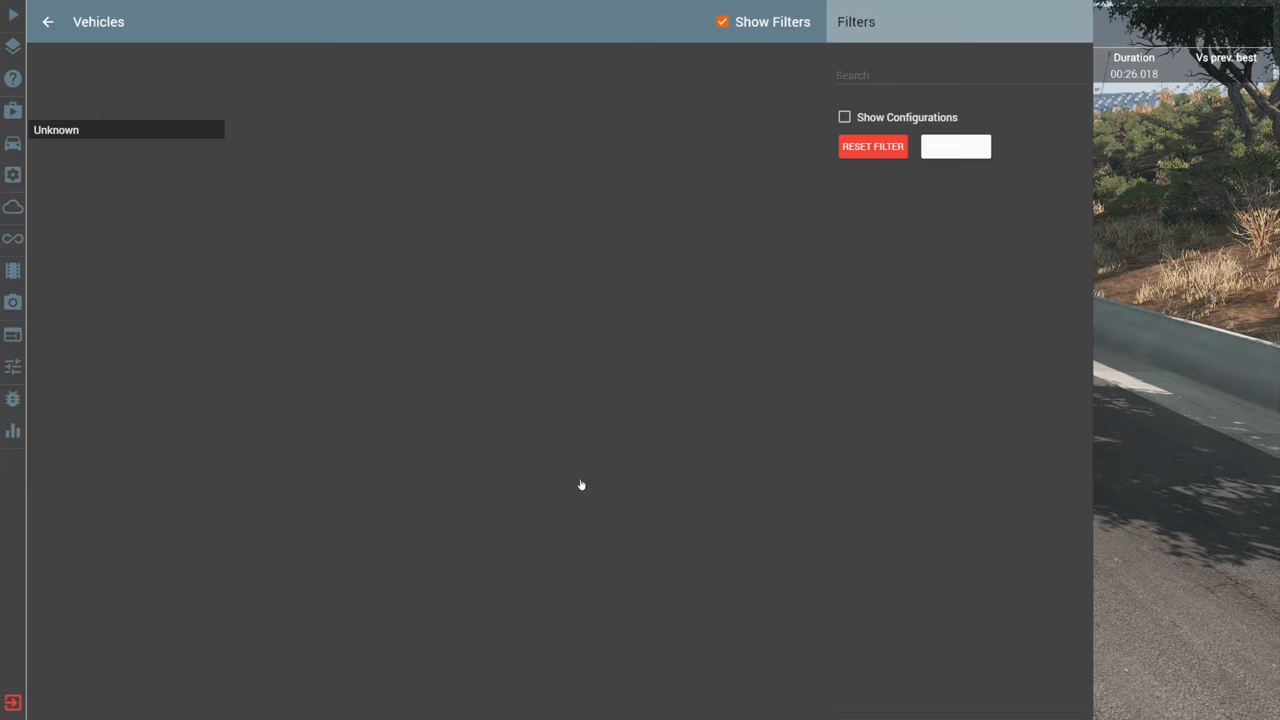 Vehicles
Show Filters
Filters
Duration
Vs prev. best
00:26.018
Search
Show Configurations
Unknown
RESET FILTER